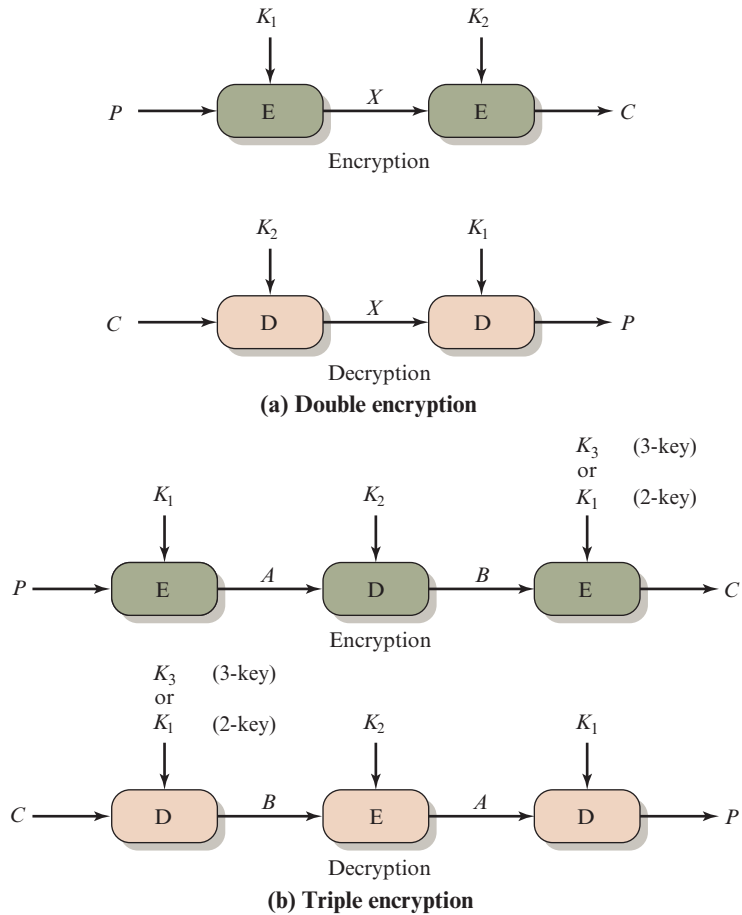 K1 K2
P E X E C
Encryption
K2 K1
C D X D P
Decryption
(a) Double encryption
K3 (3-key)
or
K1 K2 K1 (2-key)
P E A D B E C
Encryption
K3 (3-key)
or
K1 (2-key) K2 K1
C D B E A D P
Decryption
(b) Triple encryption